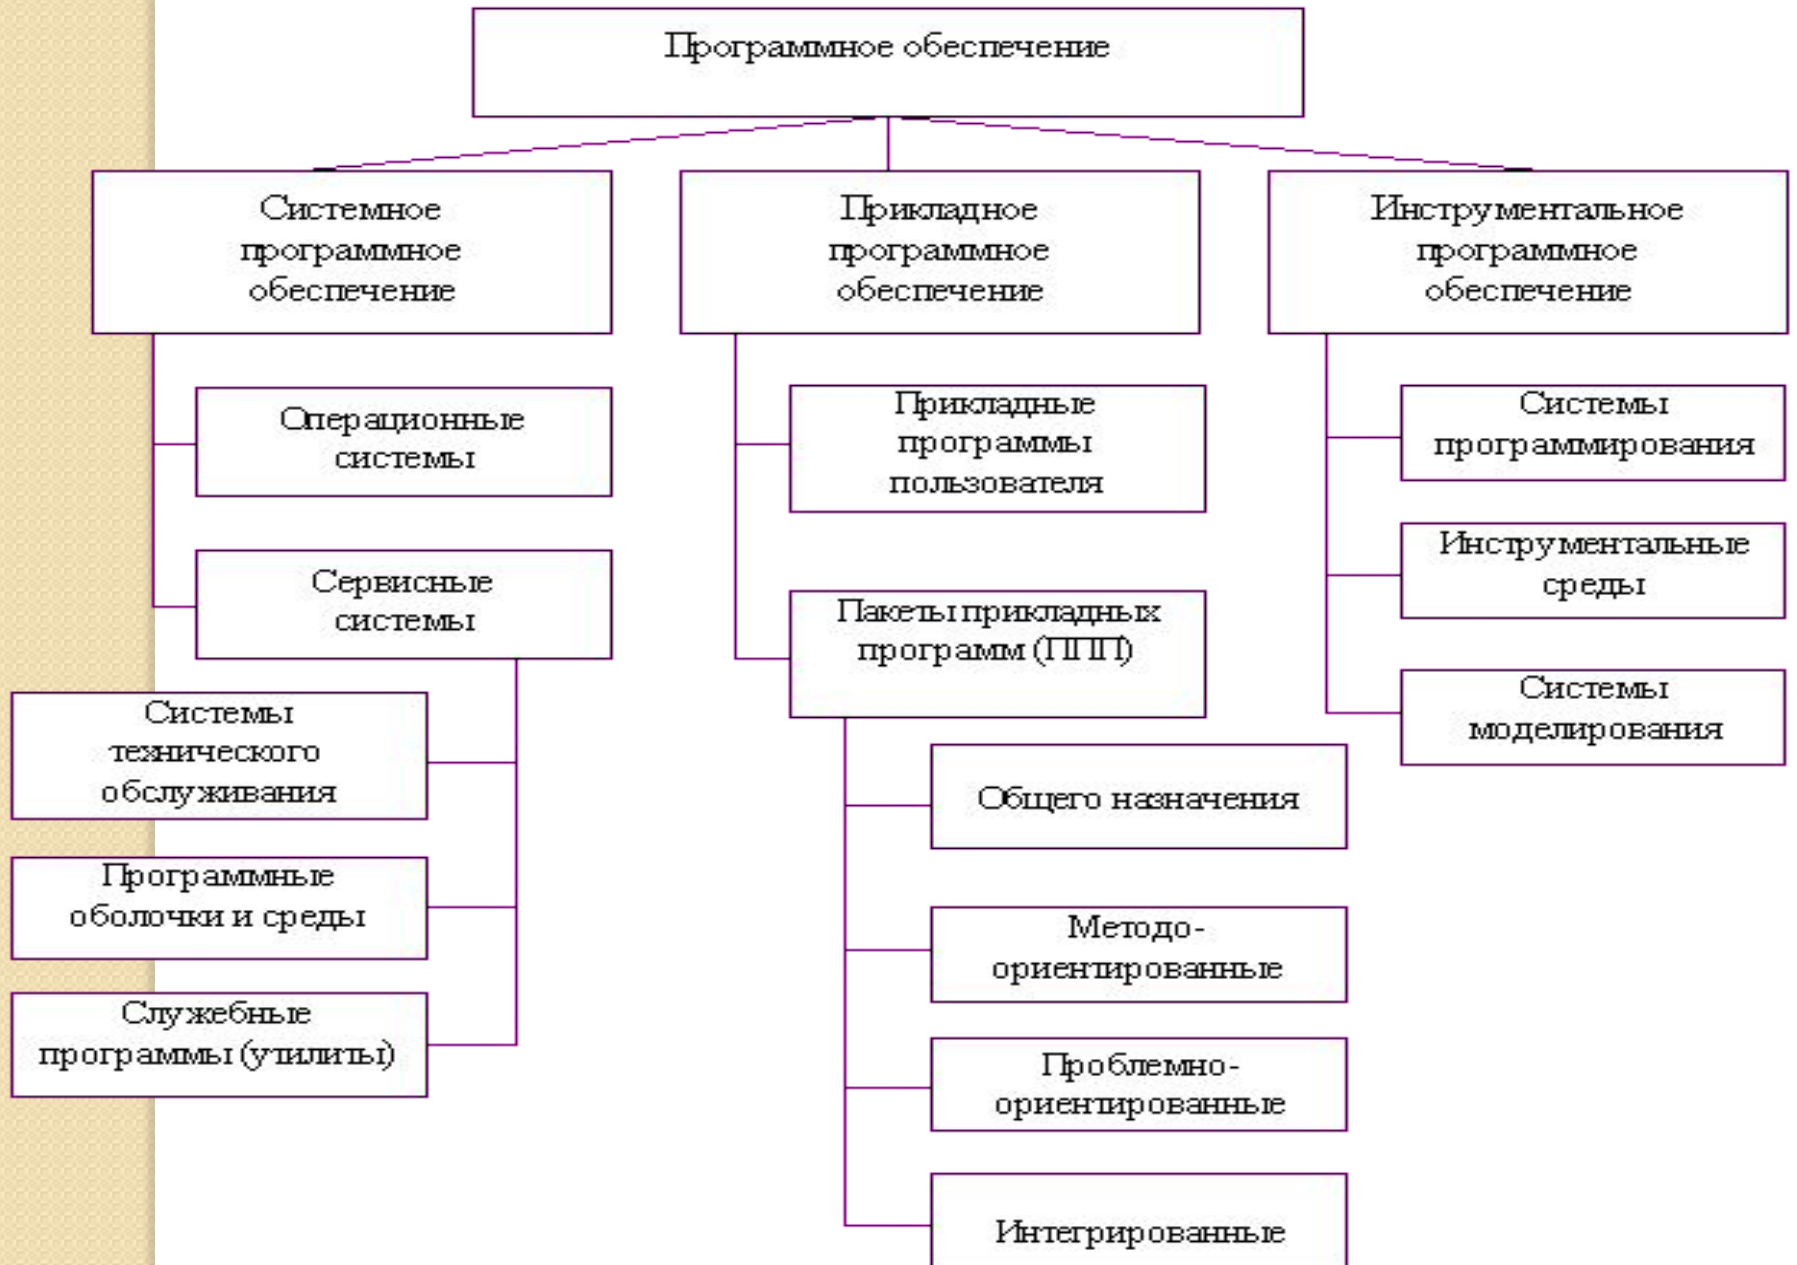 Программное обеспечение
Системное
программное
обеспечение
Операционные
системы
Сервисные
системы
Системы
технического
обслуживания
Программные
оболочки и среды
Служебные
программы (утилиты)
Прикладное
программное
обеспечение
Прикладные
программы
пользователя
Пакеты прикладных
программ (ППП)
Общего назначения
Методо-
ориентированные
Проблемно-
ориентированные
Интегрированные
Инструментальное
программное
обеспечение
Системы
программирования
Инструментальные
среды
Системы
моделирования